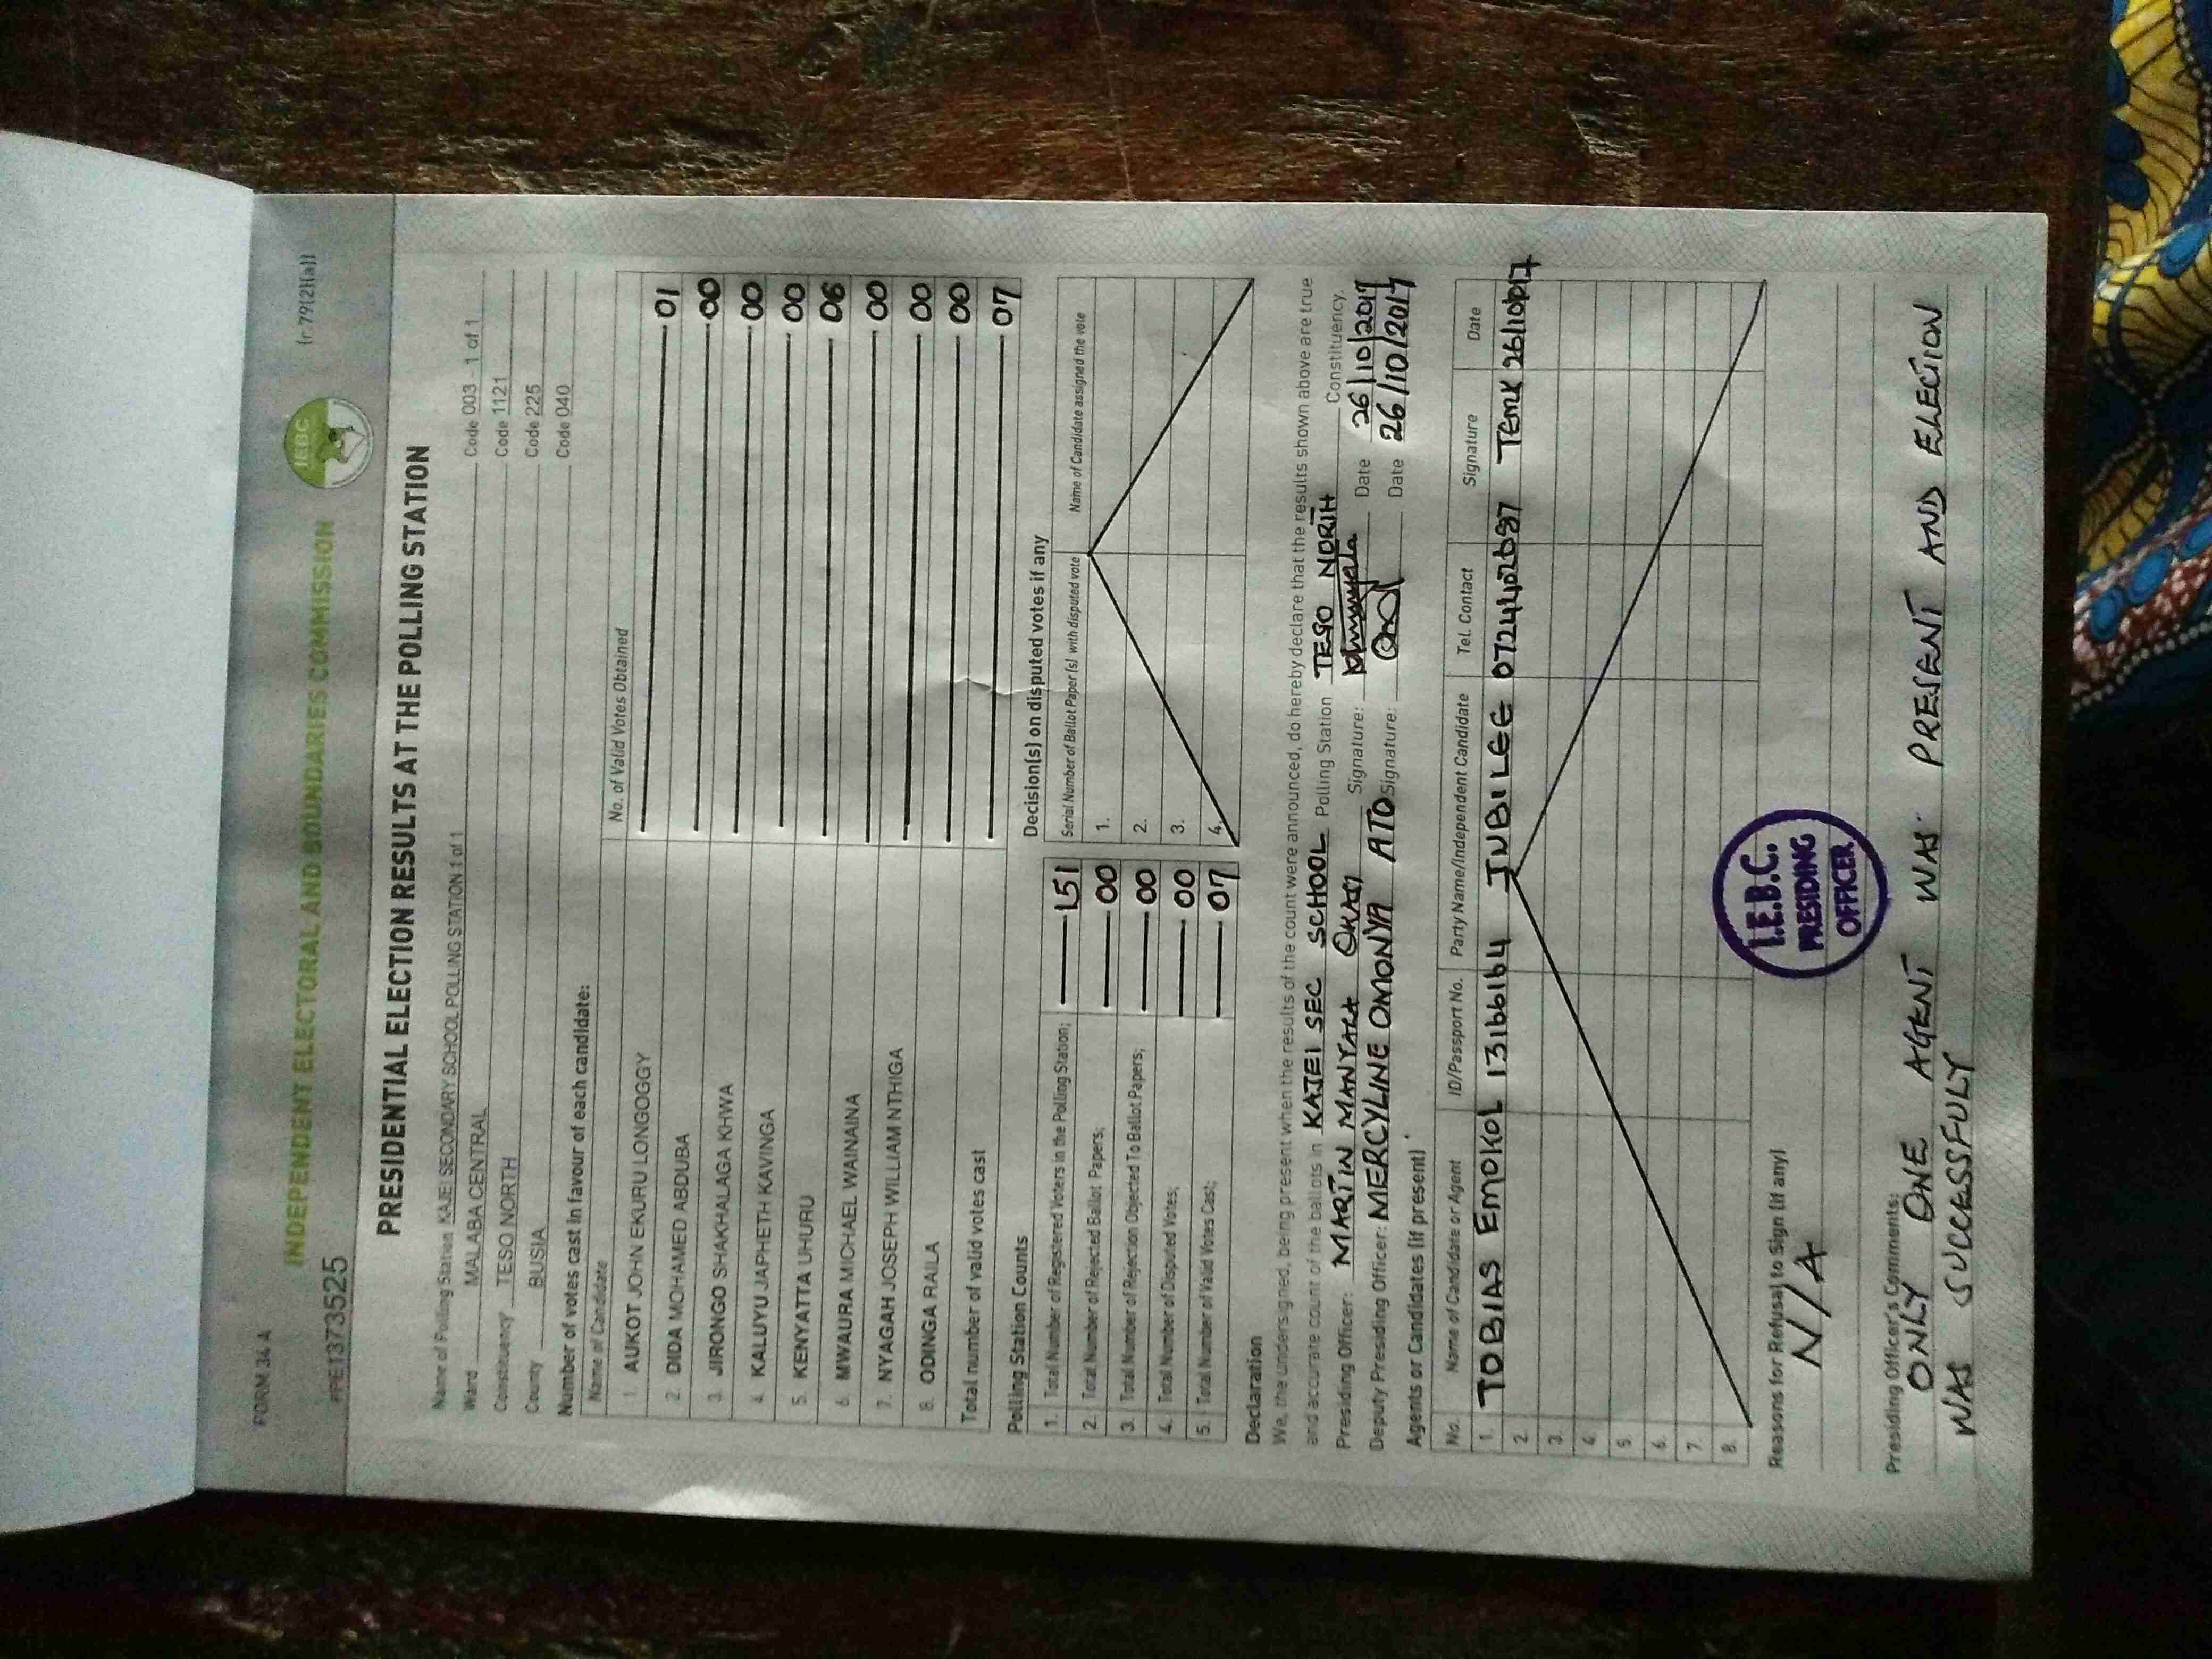 FORM 34 A
(r.79(2)(a))
INDEPENDENT ELECTORAL AND BOUNDARIES COMMISSION
IEBC
PRE1373525
PRESIDENTIAL ELECTION RESULTS AT THE POLLING STATION
Name of Polling Station KAJEI SECONDARY SCHOOL POLLING STATION 1 of 1 Code 003 1 of 1
Ward MALABA CENTRAL Code 1121
Constituency TESO NORTH Code 225
County BUSIA Code 040
Number of votes cast in favour of each candidate:
Name of Candidate No. of Valid Votes Obtained
1. AUKOT JOHN EKURU LONGOGGY 01
2 DIDA MOHAMED ABDUBA 00
3. JIRONGO SHAKHALAGA KHWA 00
4. KALUYU JAPHETH KAVINGA 00
5. KENYATTA UHURU 06
6. MWAURA MICHAEL WAINAINA 00
7. NYAGAH JOSEPH WILLIAM NTHIGA 00
8. ODINGA RAILA 00
Total number of valid votes cast 07
Polling Station Counts
1. Total Number of Registered Voters in the Polling Station;
2. Total Number of Rejected Ballot Papers; 00
3. Total Number of Rejection Objected To Ballot Papers; 00
4. Total Number of Disputed Votes; 00
5. Total Number of Valid Votes Cast; 07
Decision(s) on disputed votes if any
Serial Number of Ballot Paper (s) with disputed vote Name of Candidate assigned the vote
1.
2.
3.
4.
Declaration
We, the undersigned, being present when the results of the count were announced, do hereby declare that the results shown above are true
and accurate count of the ballots in KAJEI SEC SCHOOL Polling Station TESO NORTH Constituency.
Presiding Officer: MARTIN MANYALA Signature: Date 26/10/2017
Deputy Presiding Officer: MERCYLINE OMONYA ATO Signature: Date 26/10/2017
Agents or Candidates (if present)
No. Name of Candidate or Agent ID/Passport No. Party Name/Independent Candidate Tel. Contact Signature Date
1. TOBIAS EMOKOL 13166164 JUBILEE 26/10/2017
2.
3.
4.
5.
6.
7.
8.
Reasons for Refusal to Sign (if any)
N/A
I.E.B.C.
PRESIDING
OFFICER
Presiding Officer's Comments:
ONLY ONE AGENT WAS PRESENT AND ELECTION
WAS SUCCESSFULY